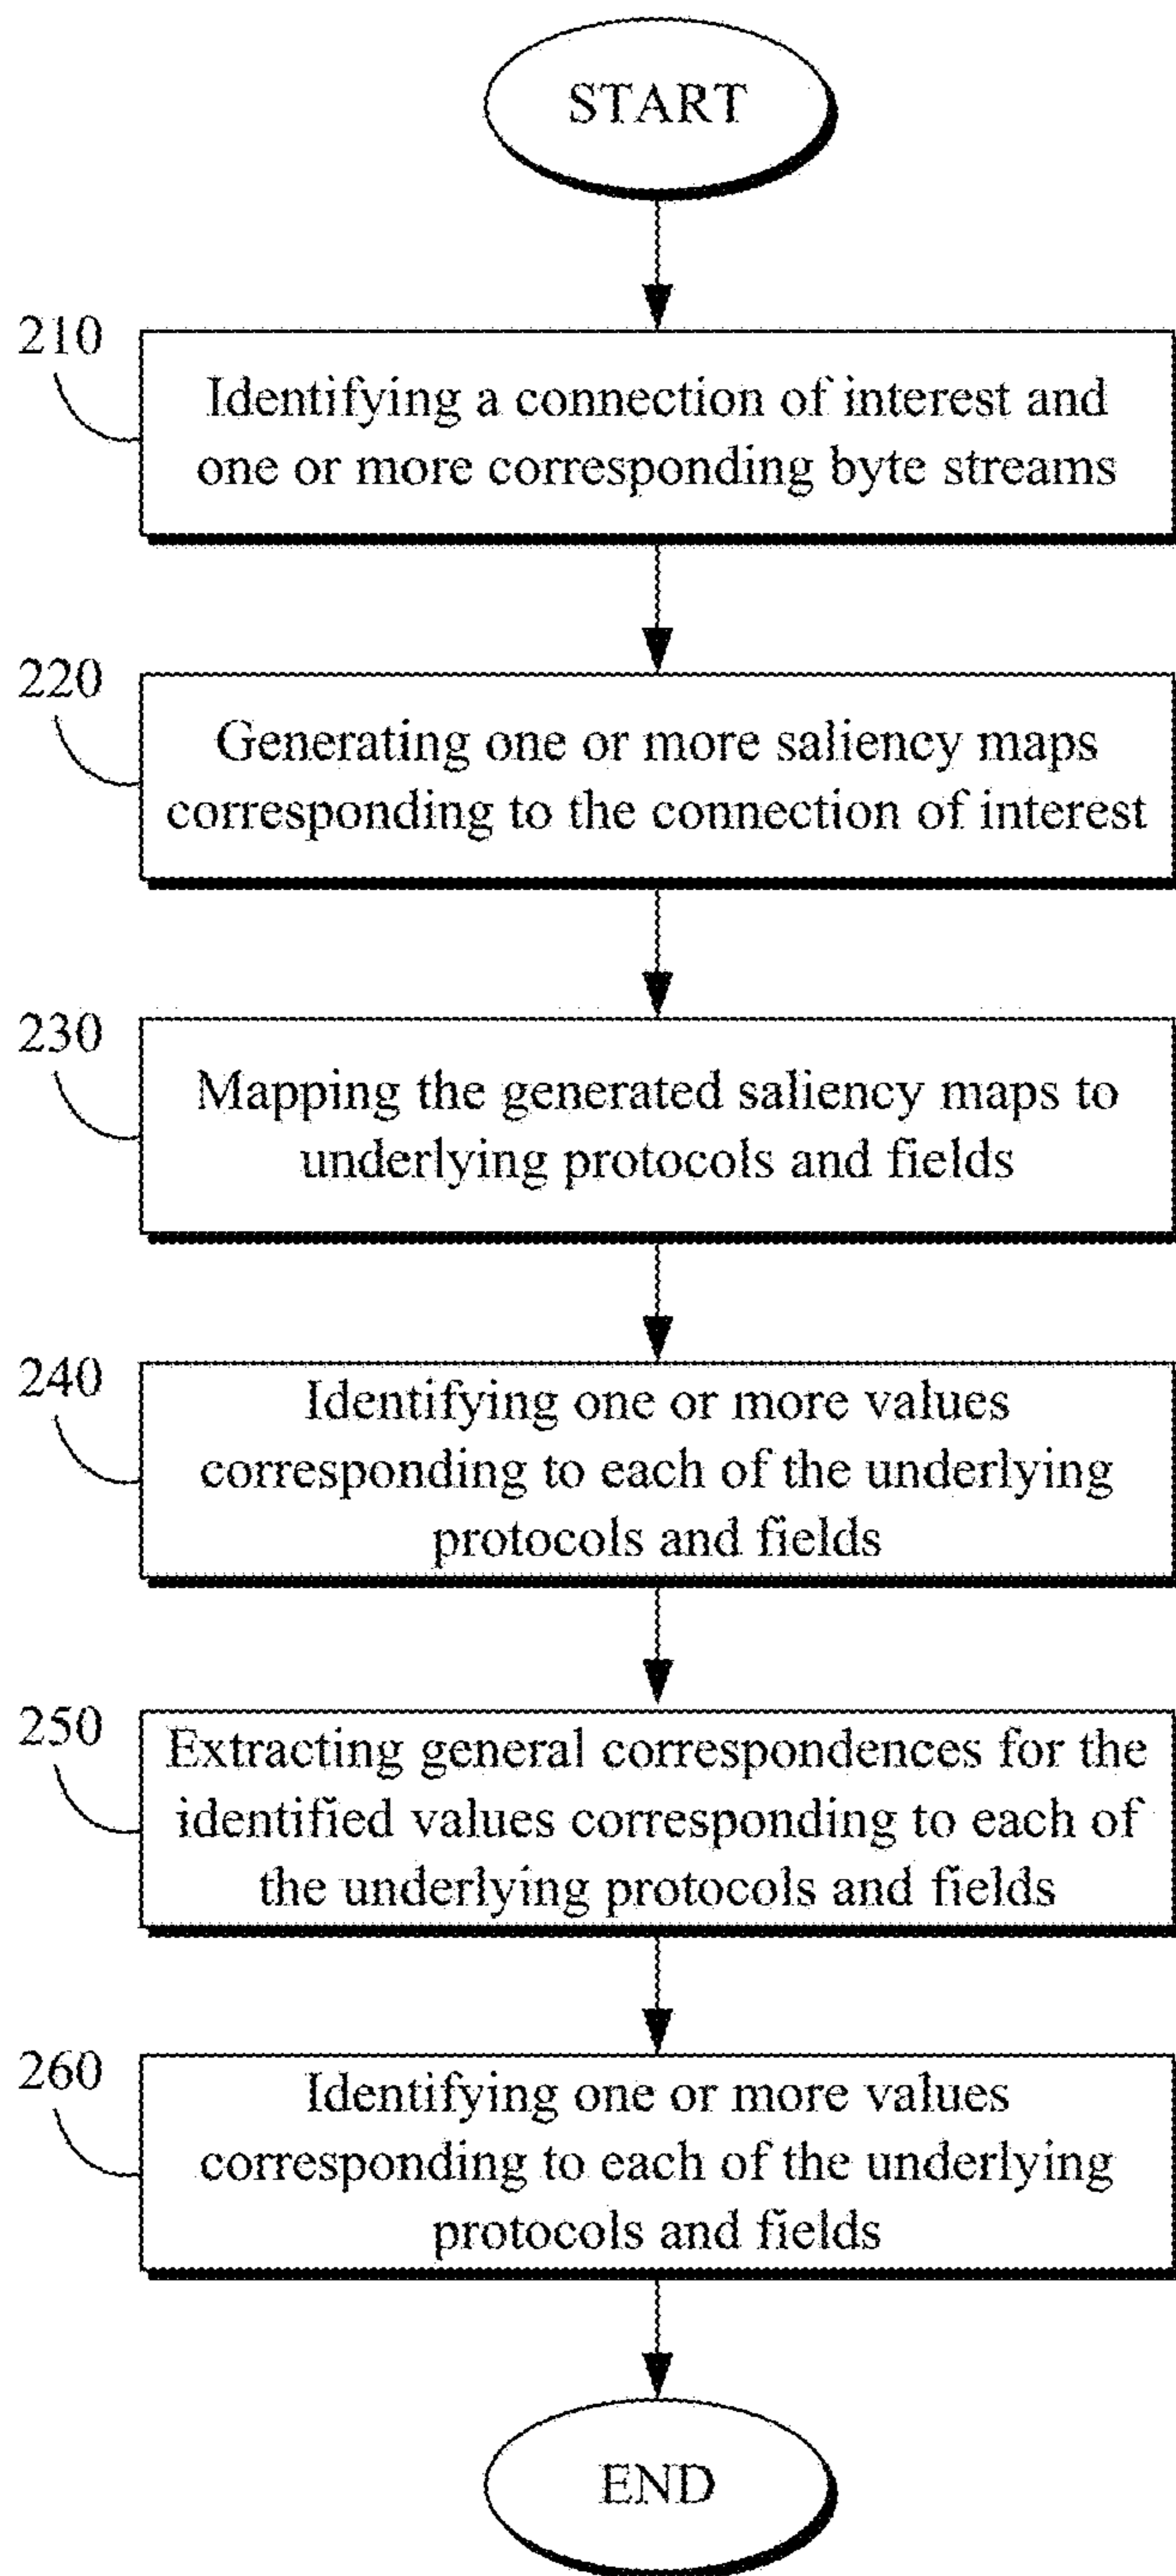 START
210
Identifying a connection of interest and
one or more corresponding byte streams
220
Generating one or more saliency maps
corresponding to the connection of interest
230
Mapping the generated saliency maps to
underlying protocols and fields
240
Identifying one or more values
corresponding to each of the underlying
protocols and fields
250
Extracting general correspondences for the
identified values corresponding to each of
the underlying protocols and fields
260
Identifying one or more values
corresponding to each of the underlying
protocols and fields
END